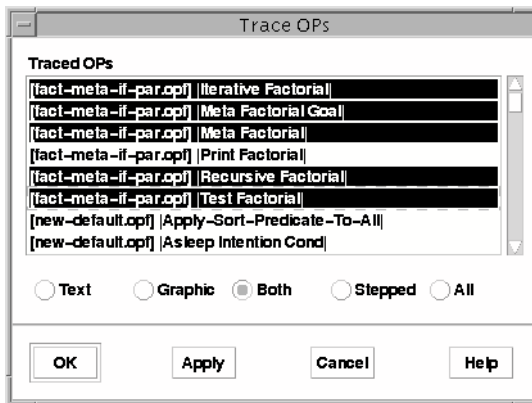 Trace OPs
Traced OPs
[fact-meta-if-par.opf] |Iterative Factorial|
[fact-meta-if-par.opf] |Meta Factorial Goal|
[fact-meta-if-par.opf] |Meta Factorial|
[fact-meta-if-par.opf] |Print Factorial|
[fact-meta-if-par.opf] |Recursive Factorial|
[fact-meta-if-par.opf] |Test Factorial|
[new-default.opf] |Apply-Sort-Predicate-To-All|
[new-default.opf] |Asleep Intention Cond|
Text Graphic Both Stepped All
OK Apply Cancel Help